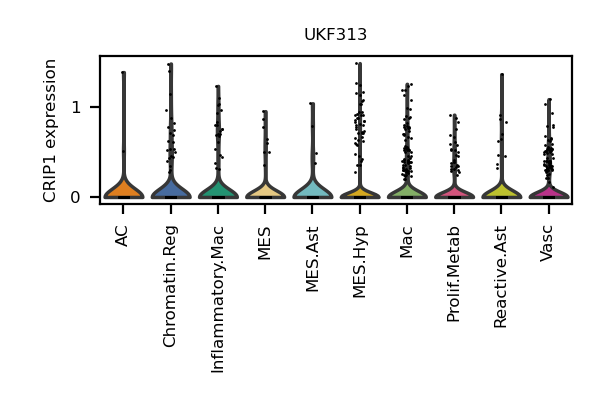 UKF313
CRIP1 expression
1
0
AC
Chromatin.Reg
Inflammatory.Mac
MES
MES.Ast
MES.Hyp
Mac
Prolif.Metab
Reactive.Ast
Vasc